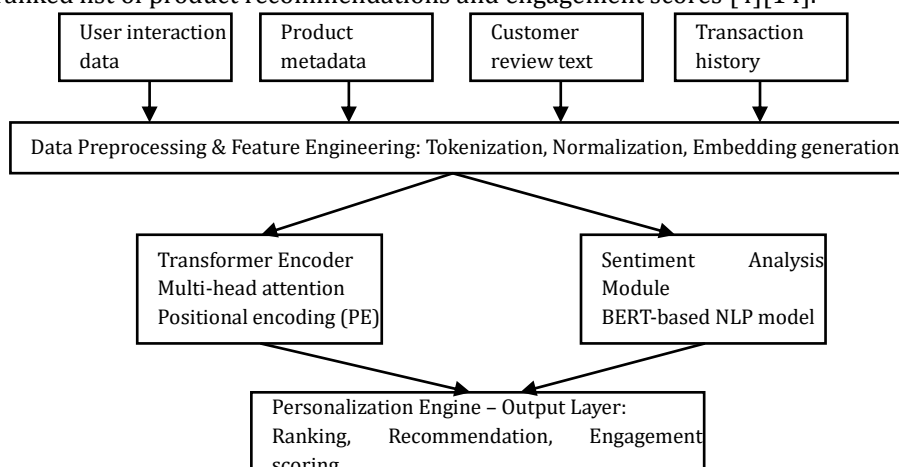 ranked list of product recommendations and engagement scores [4][14].
User interaction
data
Product
metadata
Customer
review text
Transaction
history
Data Preprocessing & Feature Engineering: Tokenization, Normalization, Embedding generation
Transformer Encoder
Multi-head attention
Positional encoding (PE)
Sentiment Analysis
Module
BERT-based NLP model
Personalization Engine – Output Layer:
Ranking, Recommendation, Engagement
scoring